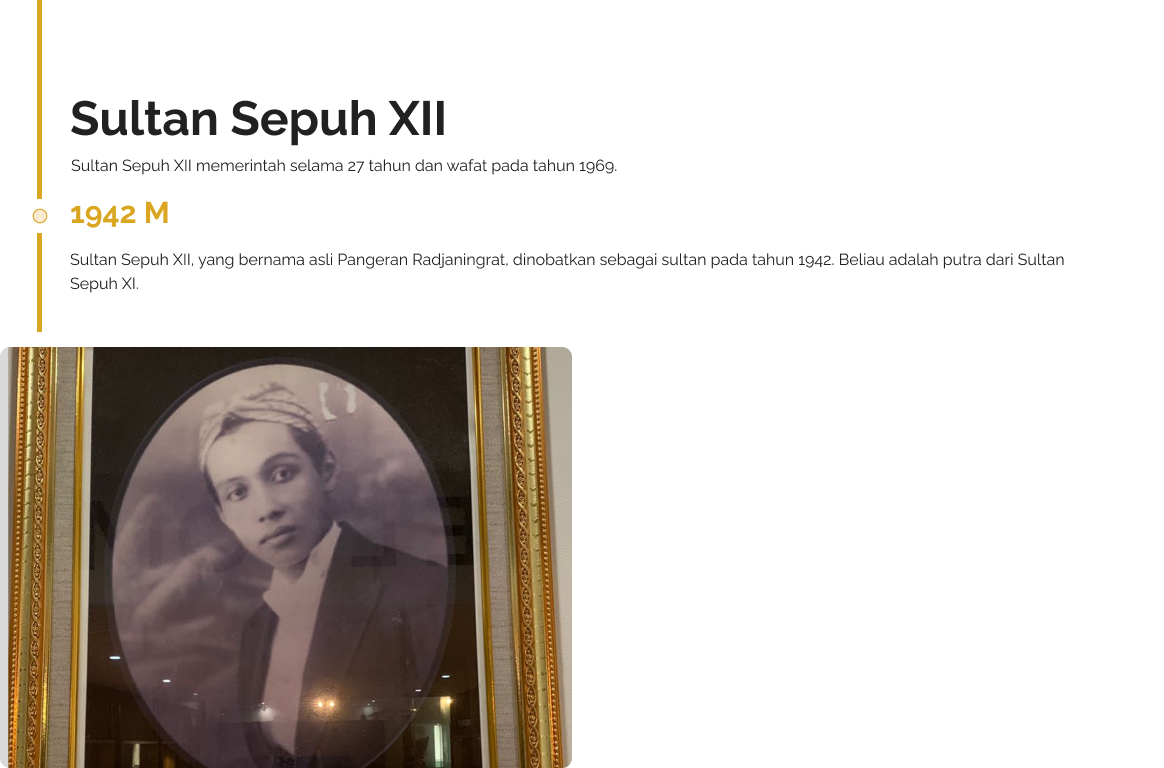 Sultan Sepuh XII
Sultan Sepuh XII memerintah selama 27 tahun dan wafat pada tahun 1969.
1942 M
Sultan Sepuh XII, yang bernama asli Pangeran Radjaningrat, dinobatkan sebagai sultan pada tahun 1942. Beliau adalah putra dari Sultan
Sepuh XI.